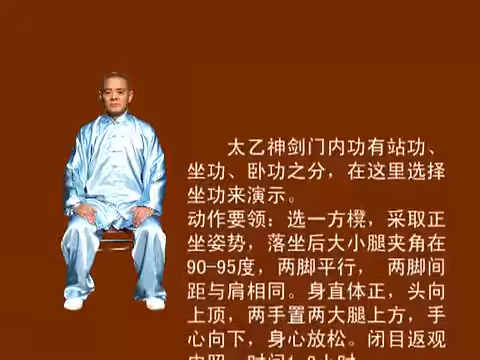 太乙神剑门内功有站功、
坐功、卧功之分，在这里选择
坐功来演示。
动作要领：选一方櫈，采取正
坐姿势，落坐后大小腿夹角在
90-95度，两脚平行， 两脚间
距与肩相同。身直体正，头向
上顶，两手置两大腿上方，手
心向下，身心放松。闭目返观